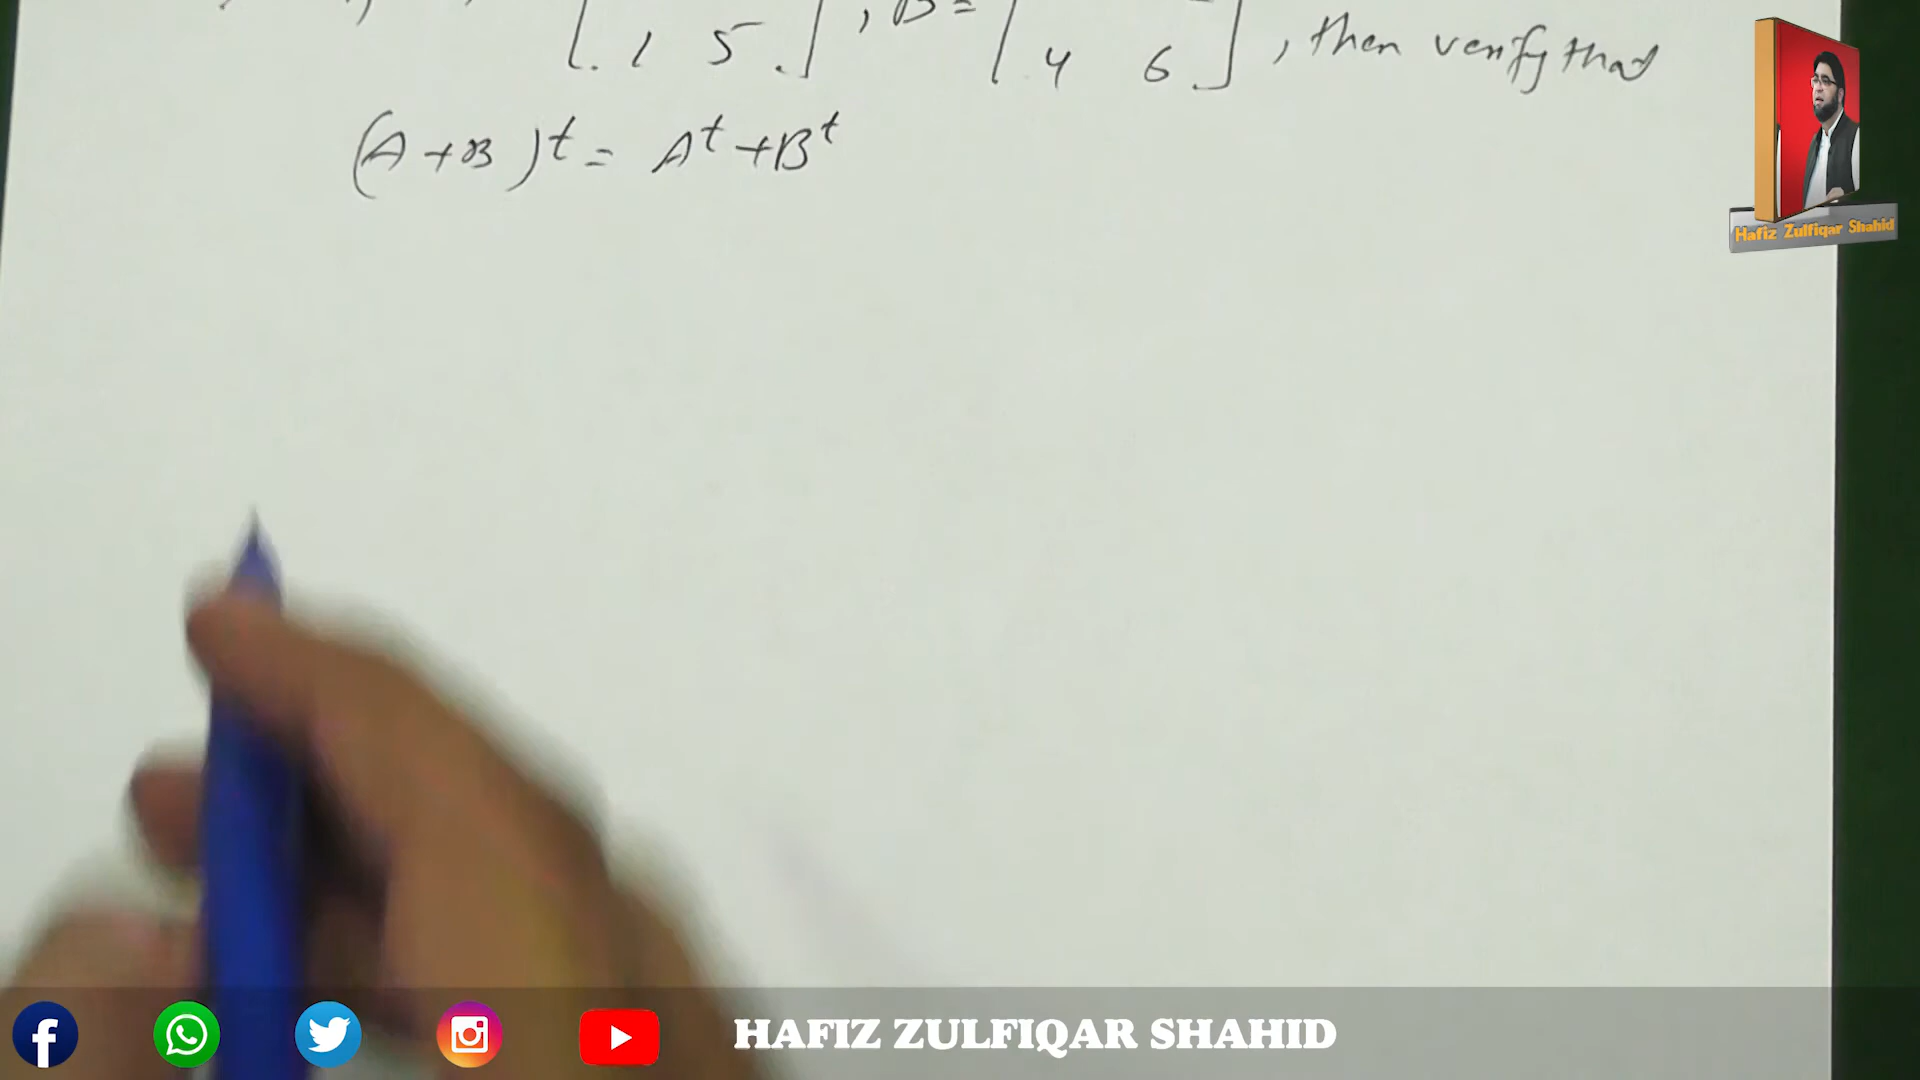 [. 1 5 .] , B = [. 4 6 .] , then verify that
(A + B)t = At + Bt
Hafiz Zulfiqar Shahid
HAFIZ ZULFIQAR SHAHID